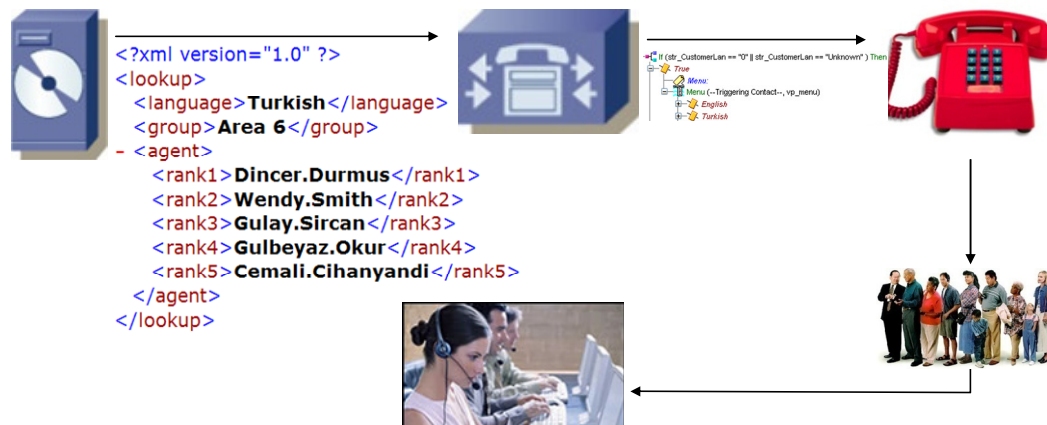 <?xml version="1.0" ?>
<lookup>
<language>Turkish</language>
<group>Area 6</group>
- <agent>
<rank1>Dincer.Durmus</rank1>
<rank2>Wendy.Smith</rank2>
<rank3>Gulay.Sircan</rank3>
<rank4>Gulbeyaz.Okur</rank4>
<rank5>Cemali.Cihanyandi</rank5>
</agent>
</lookup>
If (str_CustomerLan == "0" || str_CustomerLan == "Unknown" ) Then
True
Menu:
Menu (--Triggering Contact--, vp_menu)
English
Turkish